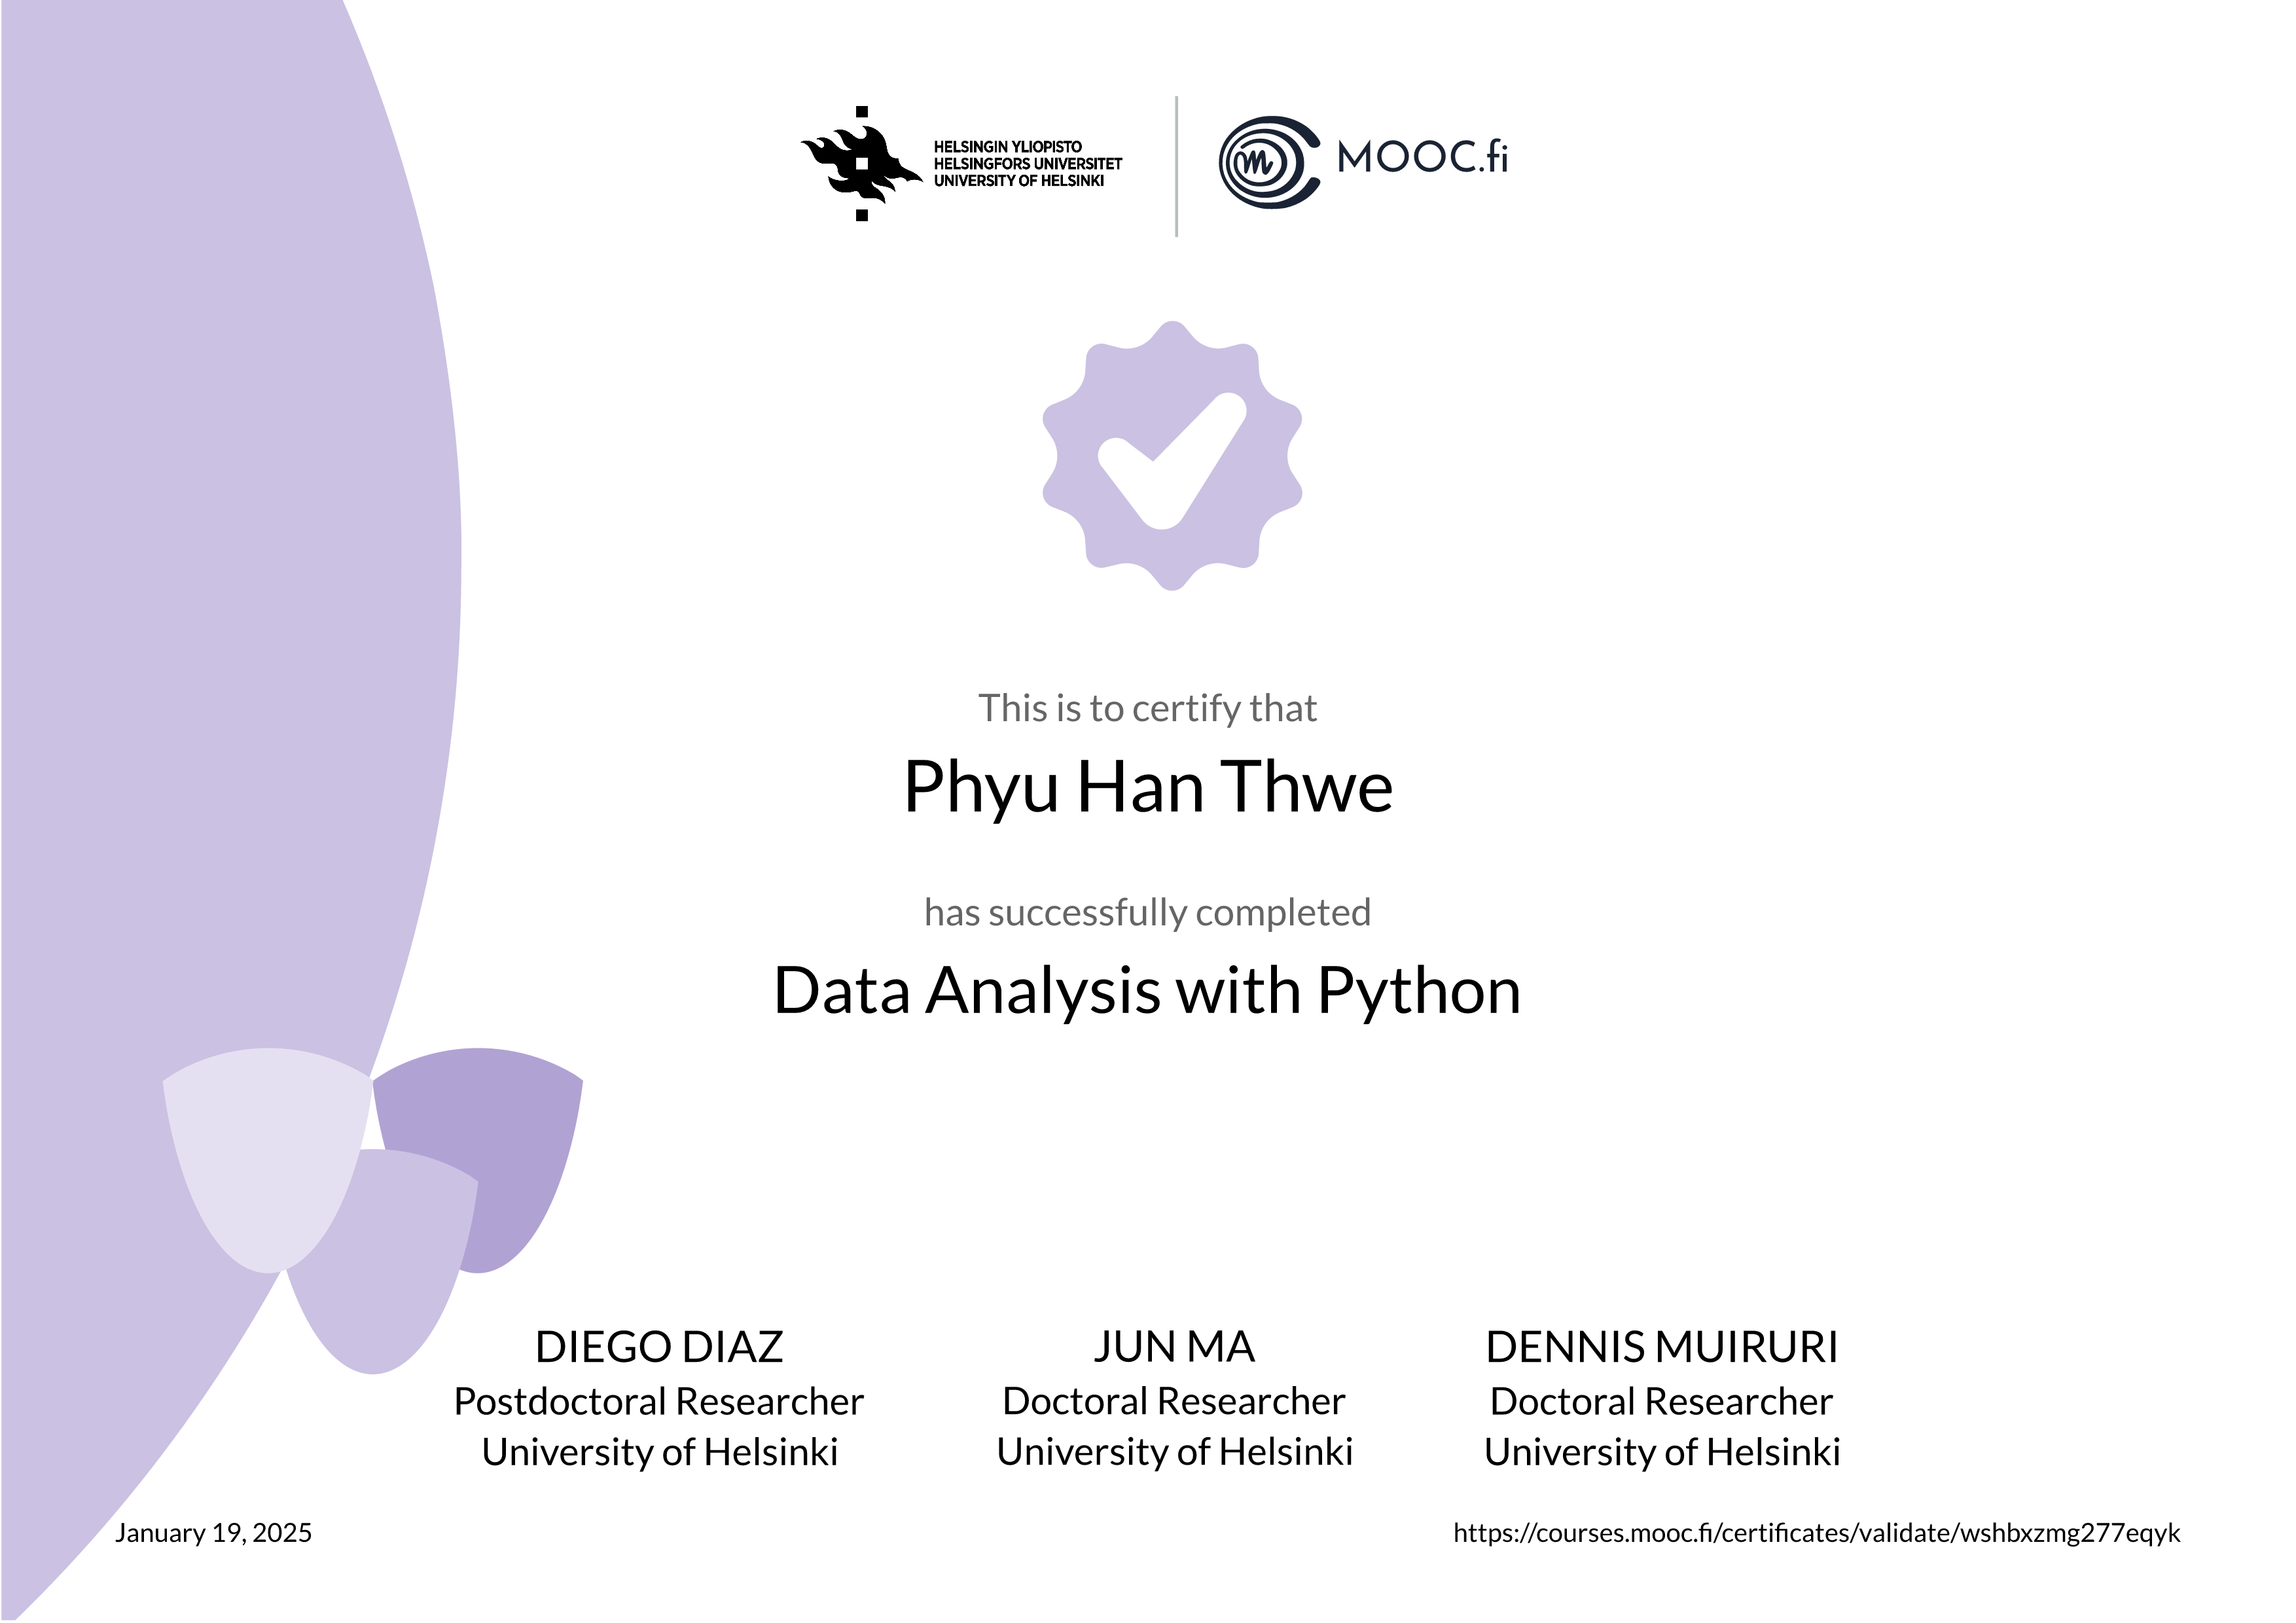 HELSINGIN YLIOPISTO
HELSINGFORS UNIVERSITET
UNIVERSITY OF HELSINKI
MOOC.fi
This is to certify that
Phyu Han Thwe
has successfully completed
Data Analysis with Python
DIEGO DIAZ
Postdoctoral Researcher
University of Helsinki
JUN MA
Doctoral Researcher
University of Helsinki
DENNIS MUIRURI
Doctoral Researcher
University of Helsinki
January 19, 2025
https://courses.mooc.fi/certificates/validate/wshbxzmg277eqyk